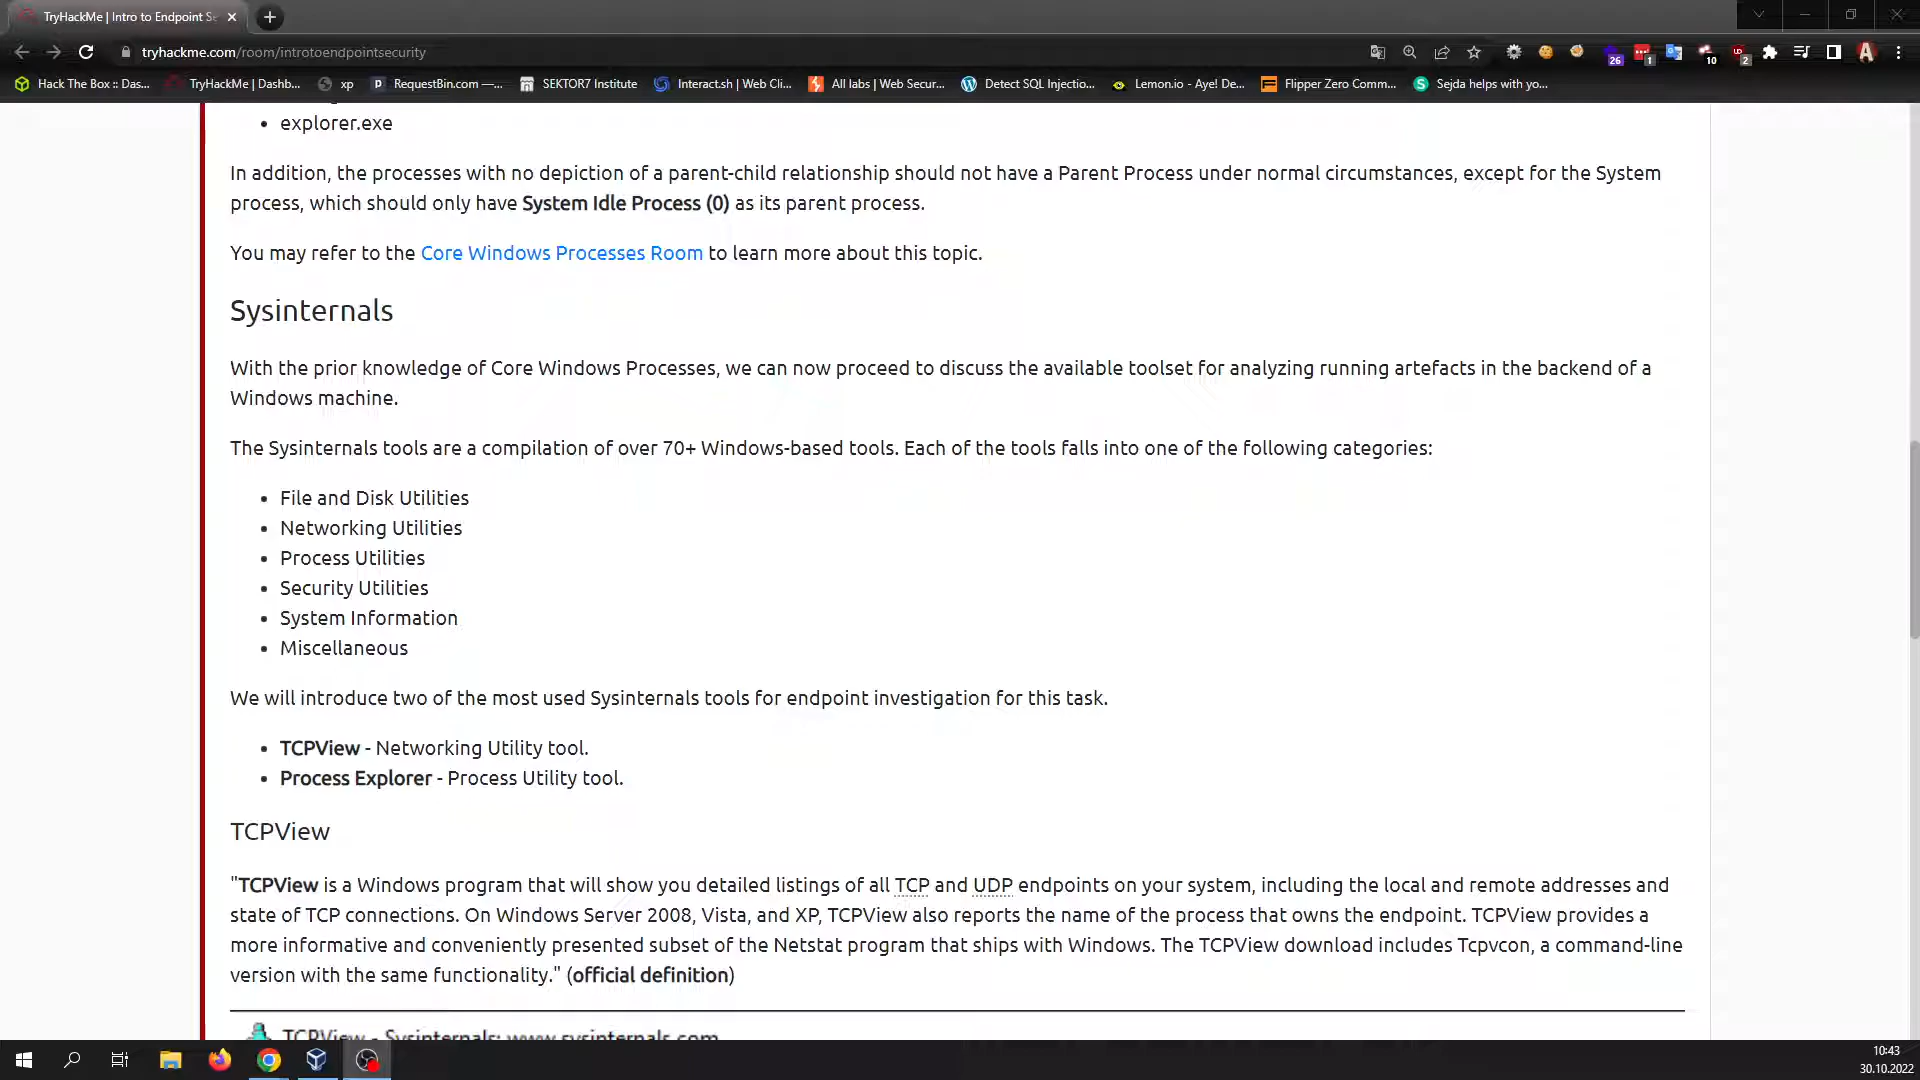 TryHackMe | Intro to Endpoint Se
tryhackme.com/room/introtoendpointsecurity
26
1
10
2
Hack The Box :: Das...
TryHackMe | Dashb...
xp
RequestBin.com —...
SEKTOR7 Institute
Interact.sh | Web Cli...
All labs | Web Secur...
Detect SQL Injectio...
Lemon.io - Aye! De...
Flipper Zero Comm...
Sejda helps with yo...
• explorer.exe
In addition, the processes with no depiction of a parent-child relationship should not have a Parent Process under normal circumstances, except for the System
process, which should only have System Idle Process (0) as its parent process.
You may refer to the Core Windows Processes Room to learn more about this topic.
Sysinternals
With the prior knowledge of Core Windows Processes, we can now proceed to discuss the available toolset for analyzing running artefacts in the backend of a
Windows machine.
The Sysinternals tools are a compilation of over 70+ Windows-based tools. Each of the tools falls into one of the following categories:
• File and Disk Utilities
• Networking Utilities
• Process Utilities
• Security Utilities
• System Information
• Miscellaneous
We will introduce two of the most used Sysinternals tools for endpoint investigation for this task.
• TCPView - Networking Utility tool.
• Process Explorer - Process Utility tool.
TCPView
"TCPView is a Windows program that will show you detailed listings of all TCP and UDP endpoints on your system, including the local and remote addresses and
state of TCP connections. On Windows Server 2008, Vista, and XP, TCPView also reports the name of the process that owns the endpoint. TCPView provides a
more informative and conveniently presented subset of the Netstat program that ships with Windows. The TCPView download includes Tcpvcon, a command-line
version with the same functionality." (official definition)
TCPView - Sysinternals: www.sysinternals.com
10:43
30.10.2022